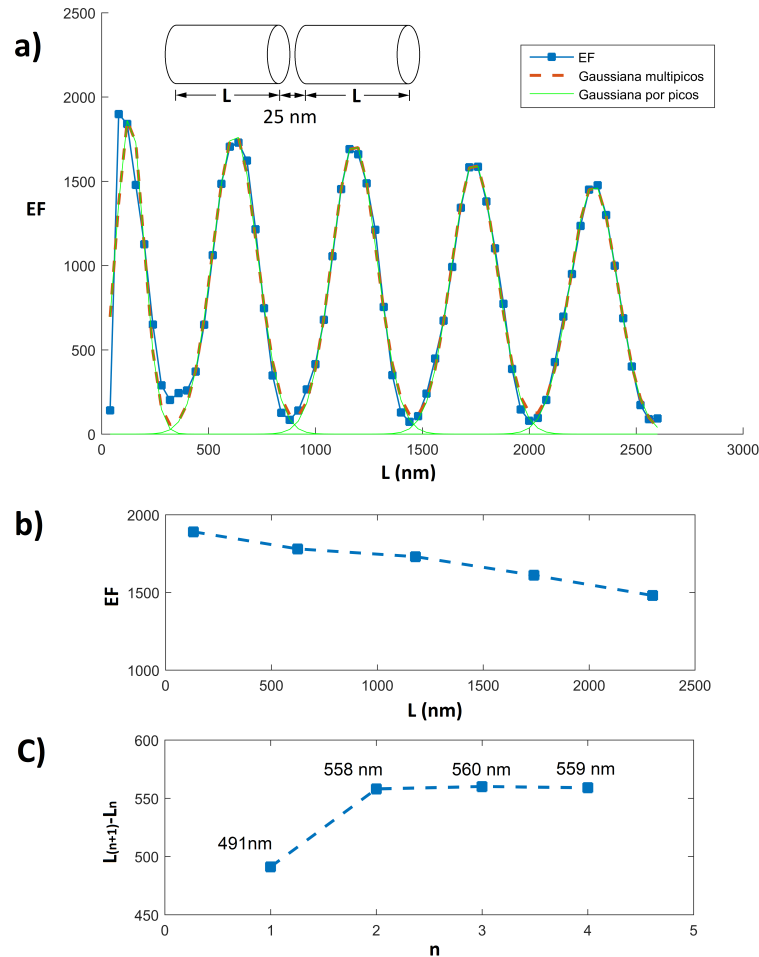 a)
2500
2000
1500
1000
500
0
EF
0 500 1000 1500 2000 2500 3000
L (nm)
L L
25 nm
EF
Gaussiana multipicos
Gaussiana por picos
b)
2000
1500
1000
EF
0 500 1000 1500 2000 2500
L (nm)
C)
600
550
500
450
L(n+1)-Ln
491nm
558 nm
560 nm
559 nm
0 1 2 3 4 5
n